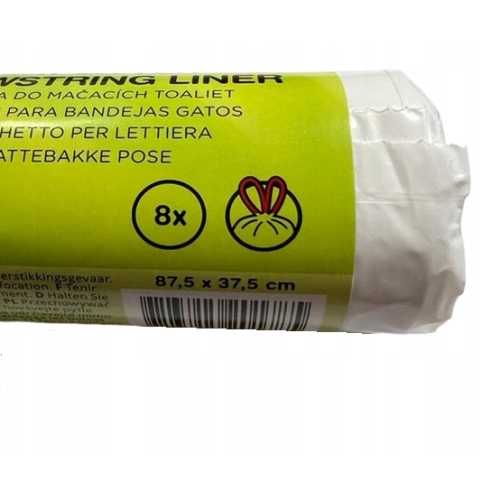 WSTRING LINER
A DO MAČACÍCH TOALIET
PARA BANDEJAS GATOS
HETTO PER LETTIERA
ATTEBAKKE POSE
8x
87,5 x 37,5 cm
erstikkingsgevaar.
focation. F Tenir
ment. D Halten Sie
PL Przechowywać